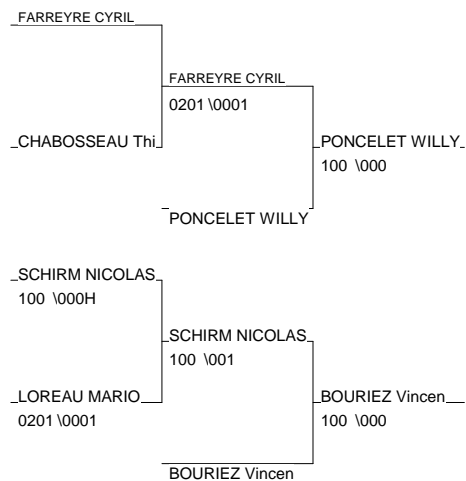 FARREYRE CYRIL
FARREYRE CYRIL
0201 \0001
CHABOSSEAU Thi
PONCELET WILLY
100 \000
PONCELET WILLY
SCHIRM NICOLAS
100 \000H
SCHIRM NICOLAS
100 \001
LOREAU MARIO
0201 \0001
BOURIEZ Vincen
100 \000
BOURIEZ Vincen